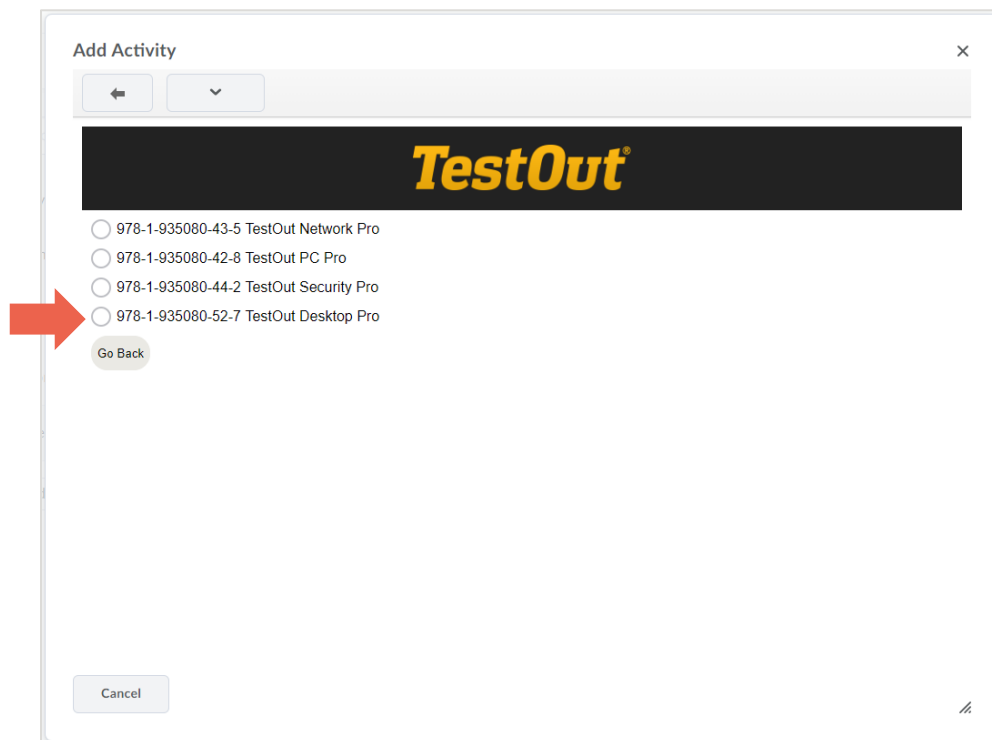 Add Activity
TestOut®
978-1-935080-43-5 TestOut Network Pro
978-1-935080-42-8 TestOut PC Pro
978-1-935080-44-2 TestOut Security Pro
978-1-935080-52-7 TestOut Desktop Pro
Go Back
Cancel